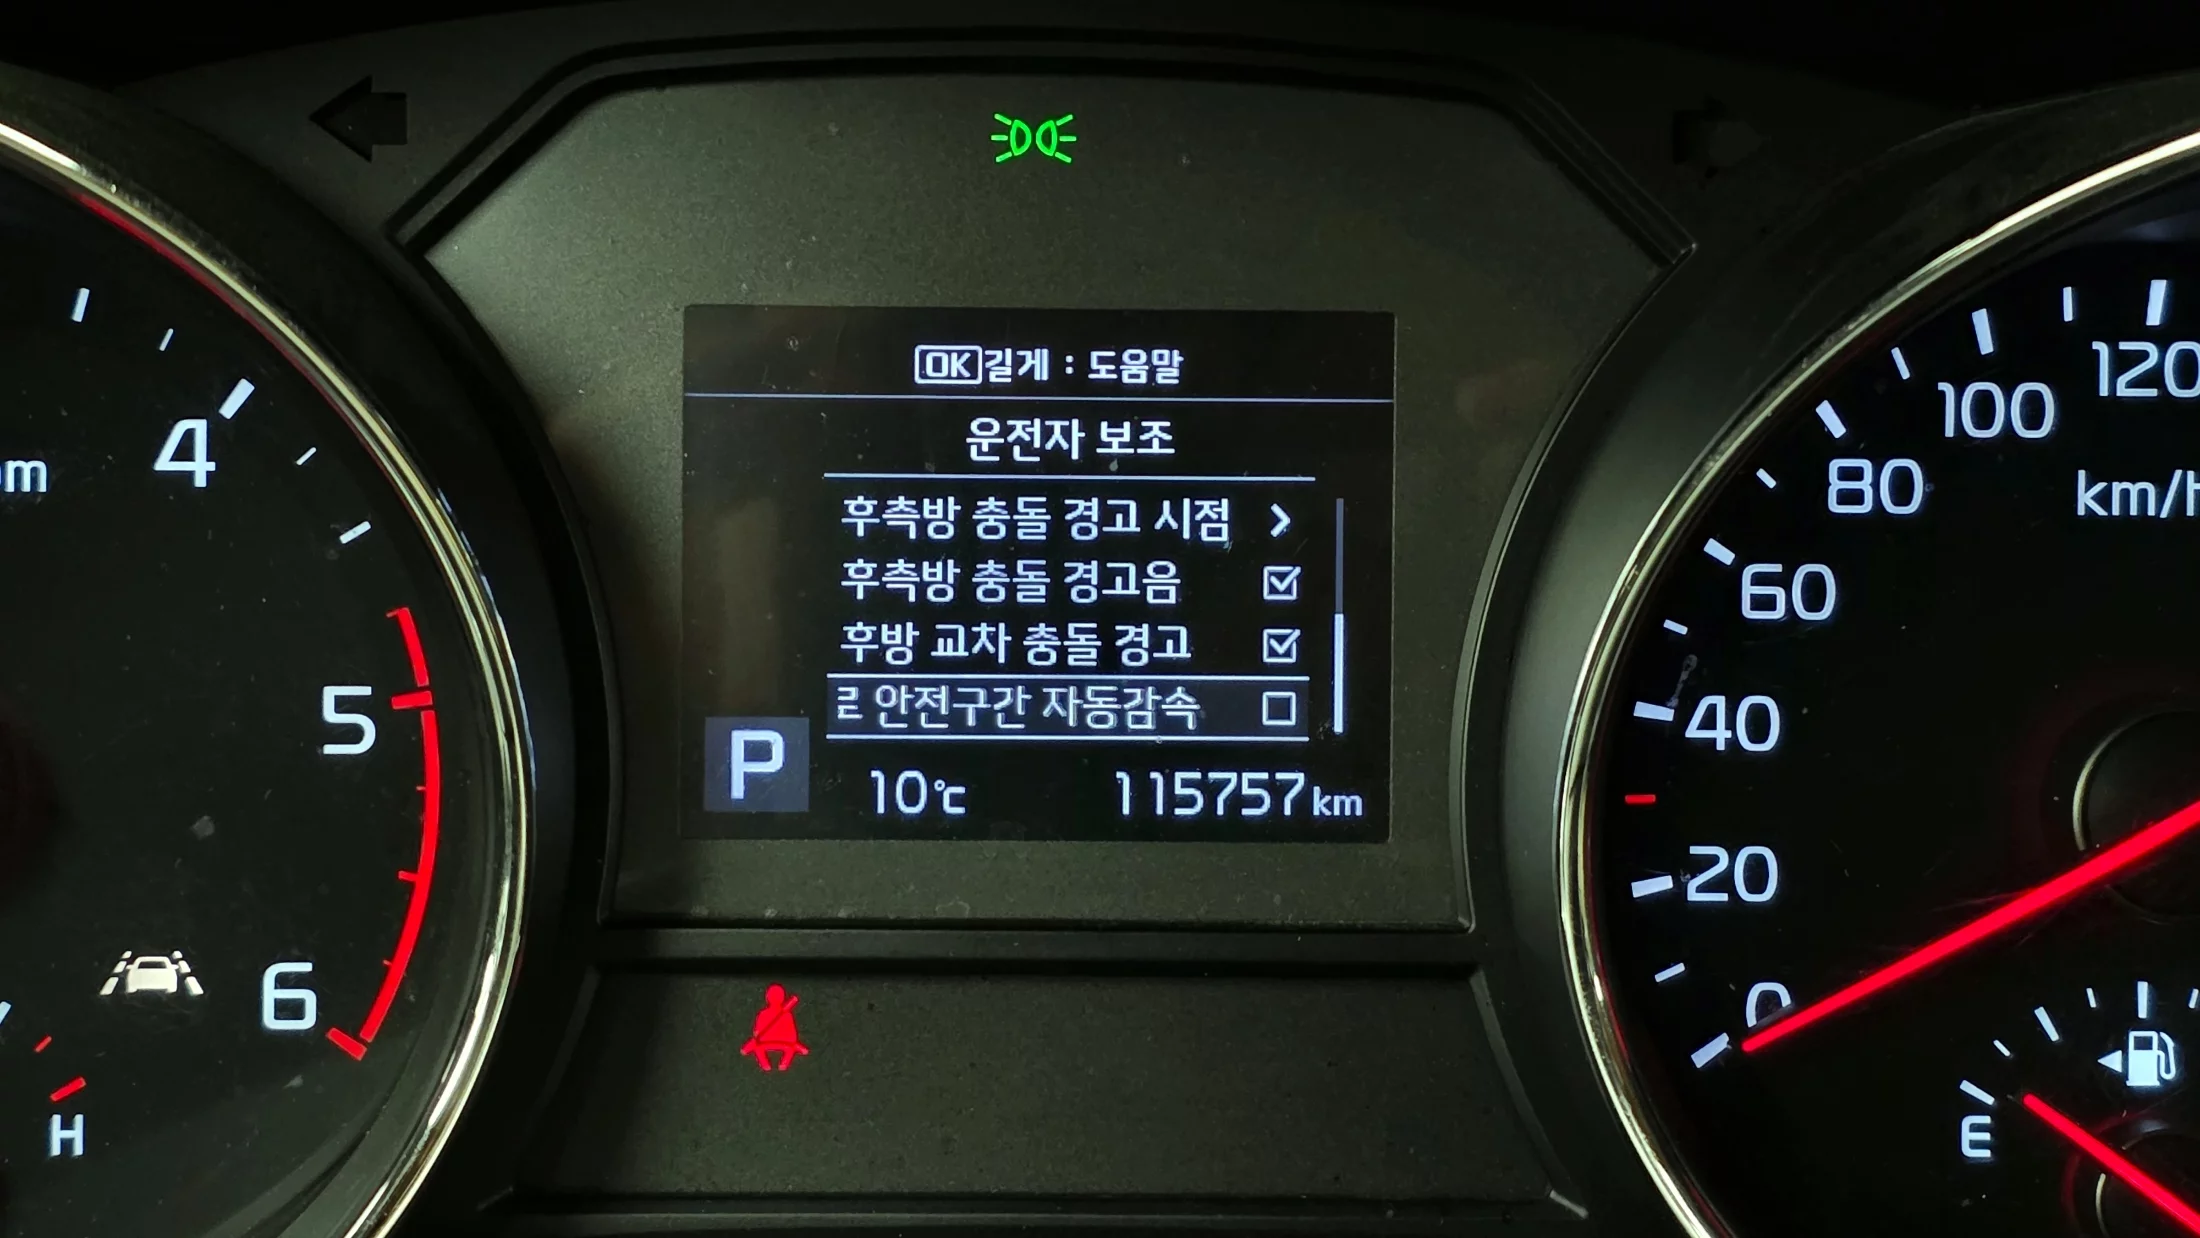 OK길게 : 도움말
운전자 보조
후측방 충돌 경고 시점
후측방 충돌 경고음
후방 교차 충돌 경고
안전구간 자동감속
P
10℃
115757km
4
5
6
H
120
100
80
km/h
60
40
20
0
E